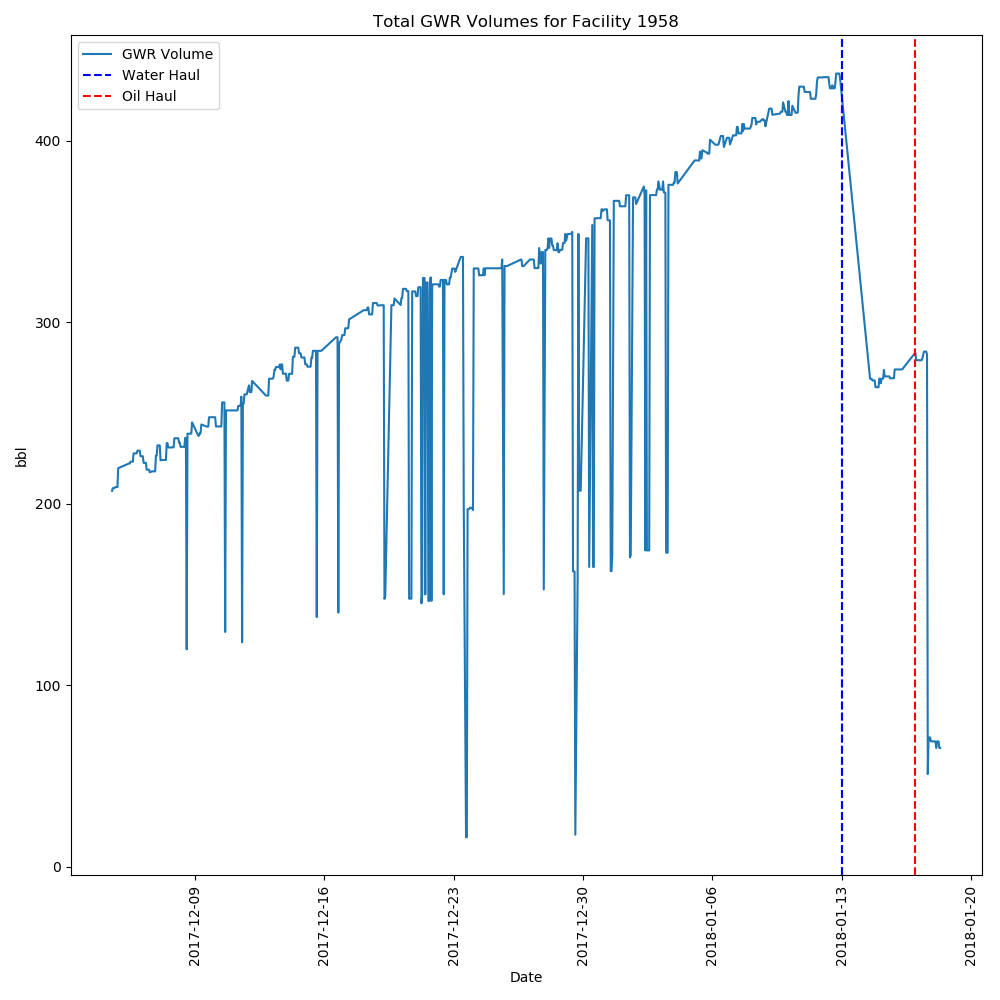 Total GWR Volumes for Facility 1958
GWR Volume
Water Haul
Oil Haul
bbl
400
300
200
100
0
2017-12-09
2017-12-16
2017-12-23
2017-12-30
2018-01-06
2018-01-13
2018-01-20
Date